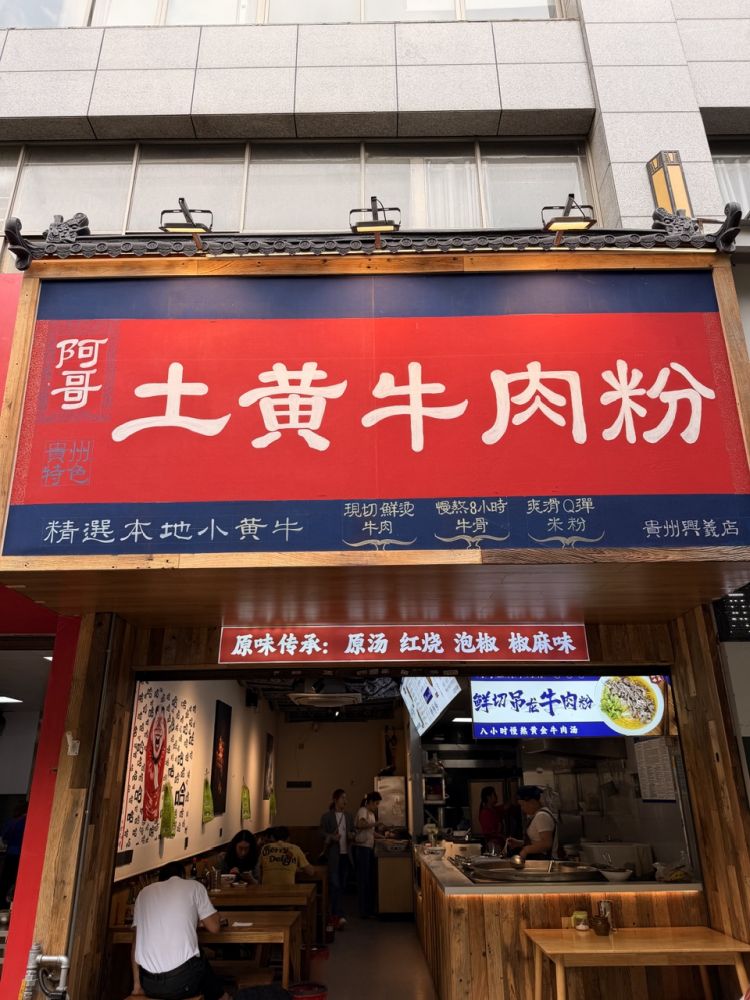 阿哥
土黄牛肉粉
貴州
特色
精選本地小黄牛
現切鮮燙
牛肉
慢熬8小時
牛骨
爽滑Q彈
米粉
貴州興義店
原味传承：原汤 红烧 泡椒 椒麻味
鲜切吊龙牛肉粉
八小时慢熬黄金牛肉汤
哈哈哈